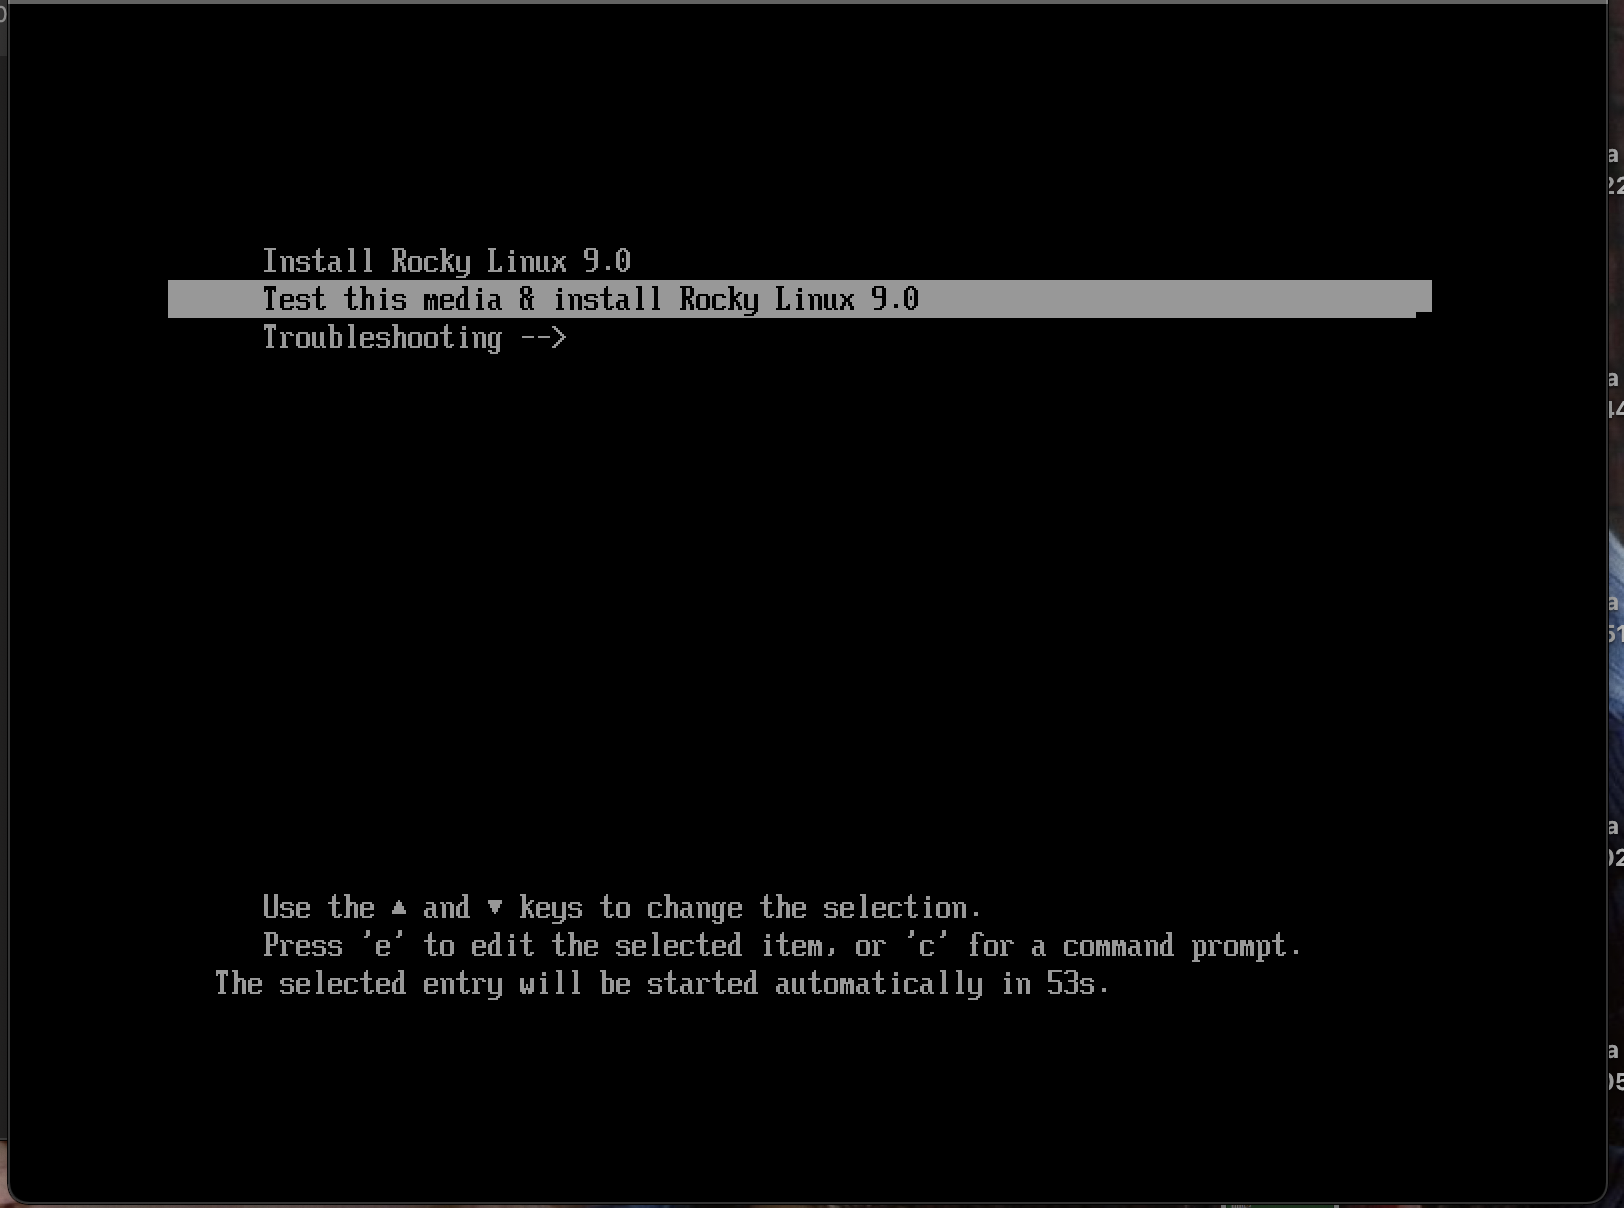 Install Rocky Linux 9.0
Test this media & install Rocky Linux 9.0
Troubleshooting -->
Use the ▲ and ▼ keys to change the selection.
Press 'e' to edit the selected item, or 'c' for a command prompt.
The selected entry will be started automatically in 53s.